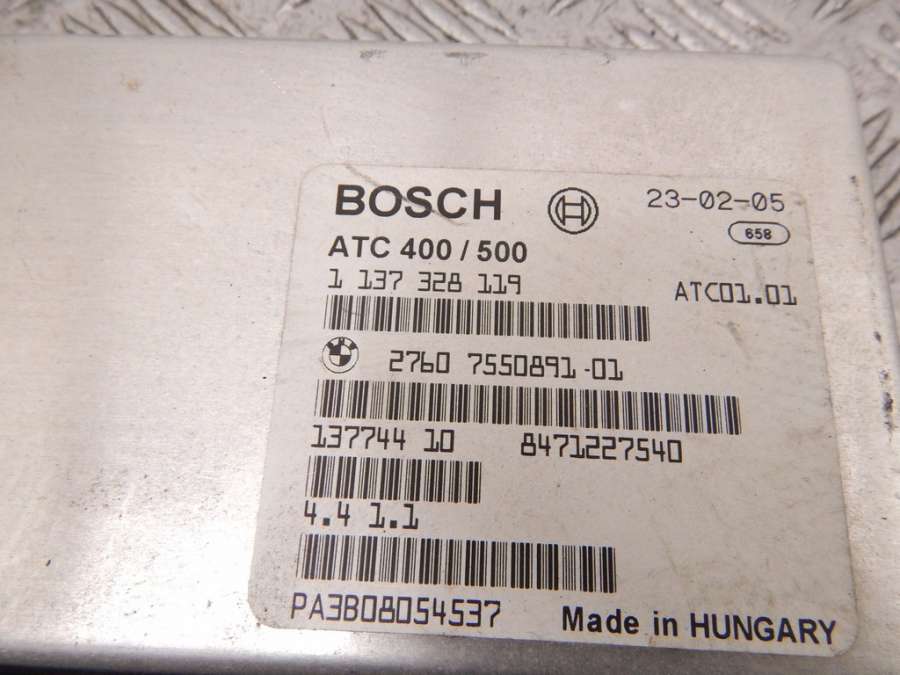 BOSCH
23-02-05
658
ATC 400 / 500
1 137 328 119
ATC01.01
2760 7550891-01
137744 10 8471227540
4.4 1.1
PA3B08054537
Made in HUNGARY